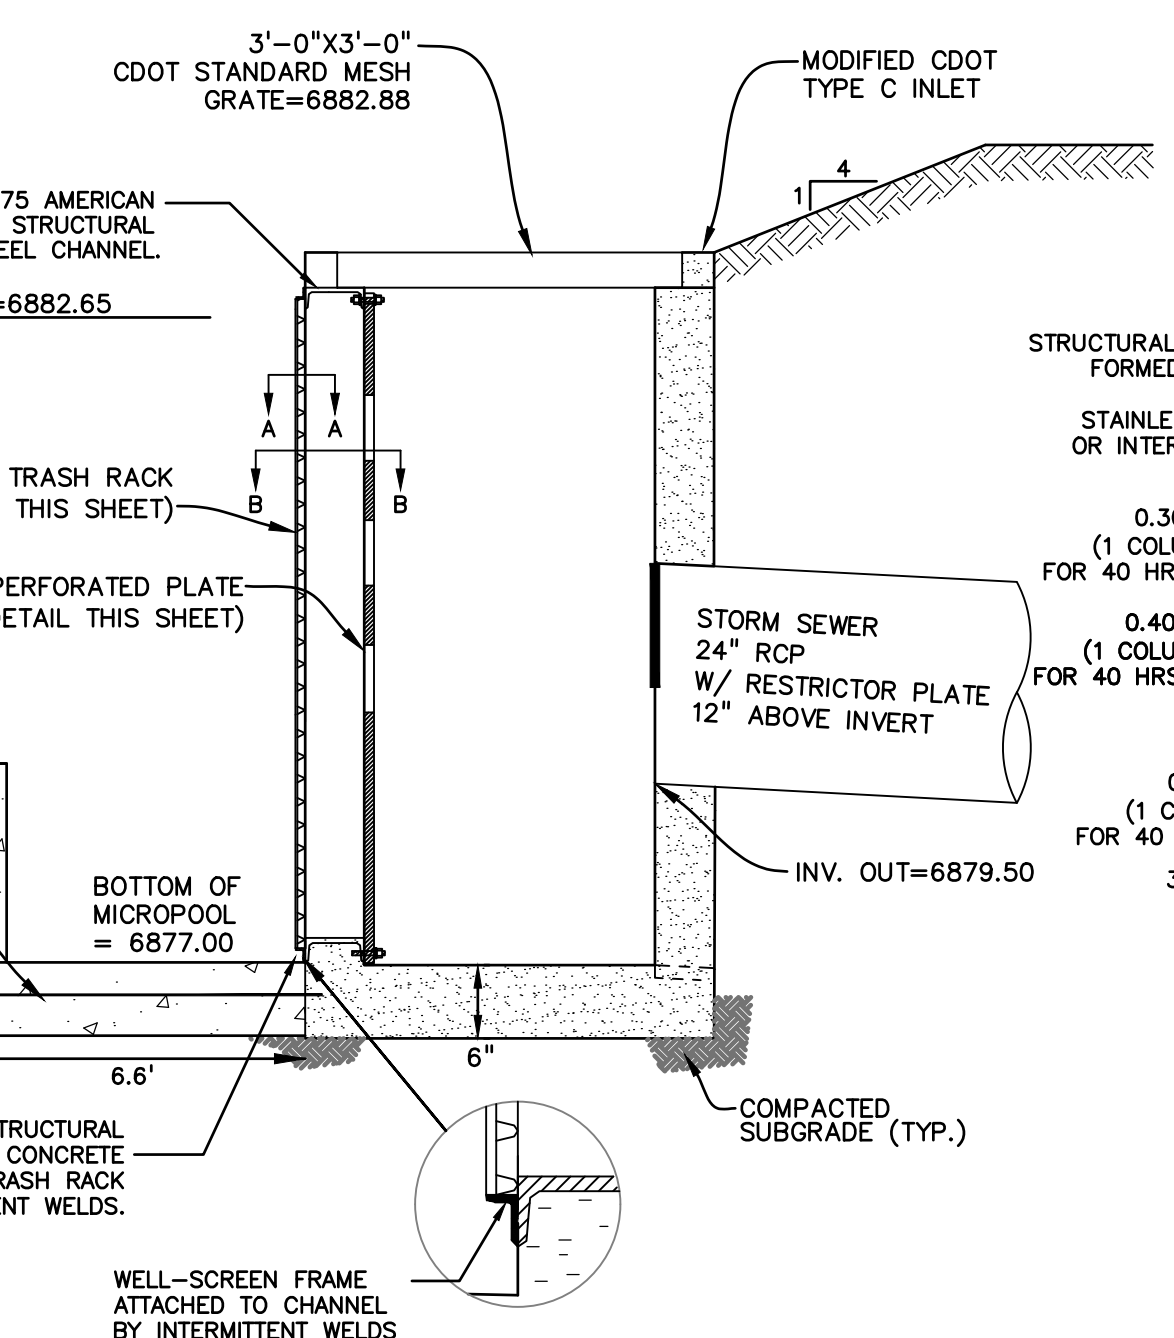 3'-0"X3'-0"
CDOT STANDARD MESH
GRATE=6882.88
MODIFIED CDOT
TYPE C INLET
4
1
75 AMERICAN
STRUCTURAL
EEL CHANNEL.
=6882.65
STRUCTURAL
FORMED
A A
STAINLE
OR INTER
TRASH RACK
THIS SHEET)
B B
0.30
(1 COLU
FOR 40 HR
PERFORATED PLATE
DETAIL THIS SHEET)
STORM SEWER
24" RCP
W/ RESTRICTOR PLATE
12" ABOVE INVERT
0.40
(1 COLU
FOR 40 HRS
0
(1 C
FOR 40
3
INV. OUT=6879.50
BOTTOM OF
MICROPOOL
= 6877.00
6.6'
6"
COMPACTED
SUBGRADE (TYP.)
TRUCTURAL
CONCRETE
RASH RACK
ENT WELDS.
WELL-SCREEN FRAME
ATTACHED TO CHANNEL
BY INTERMITTENT WELDS